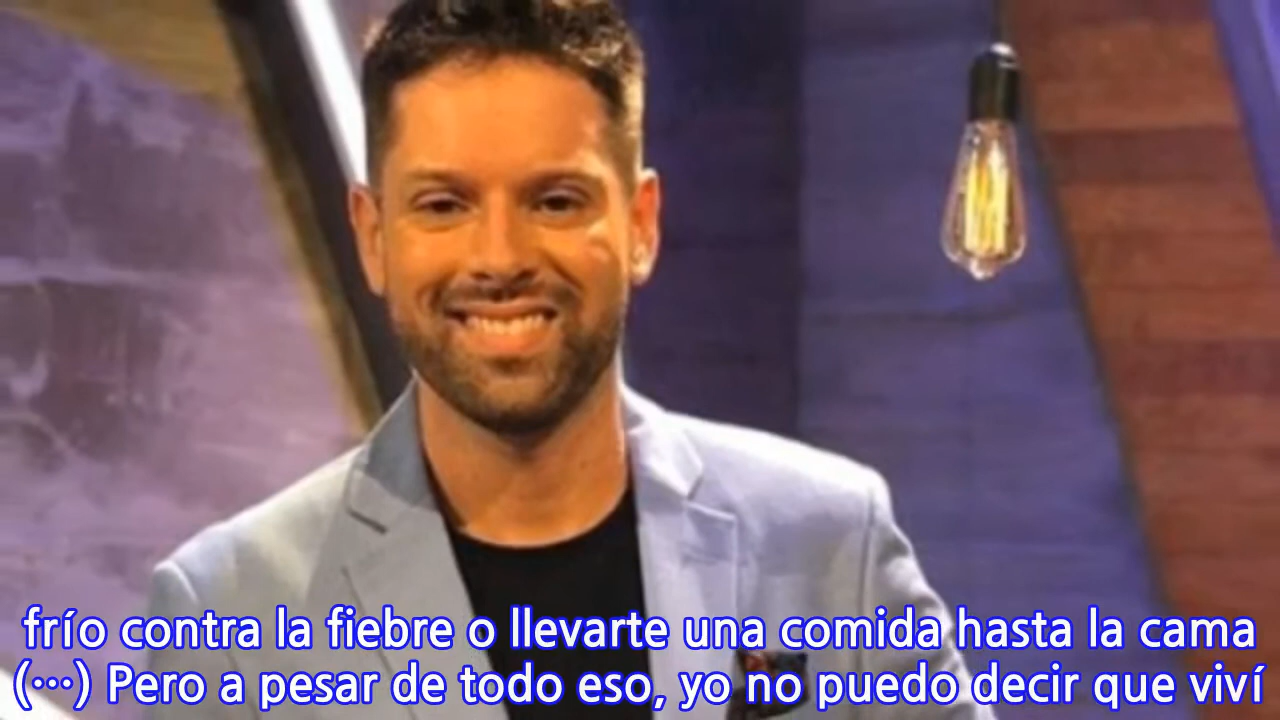 frío contra la fiebre o llevarte una comida hasta la cama
(···) Pero a pesar de todo eso, yo no puedo decir que viví